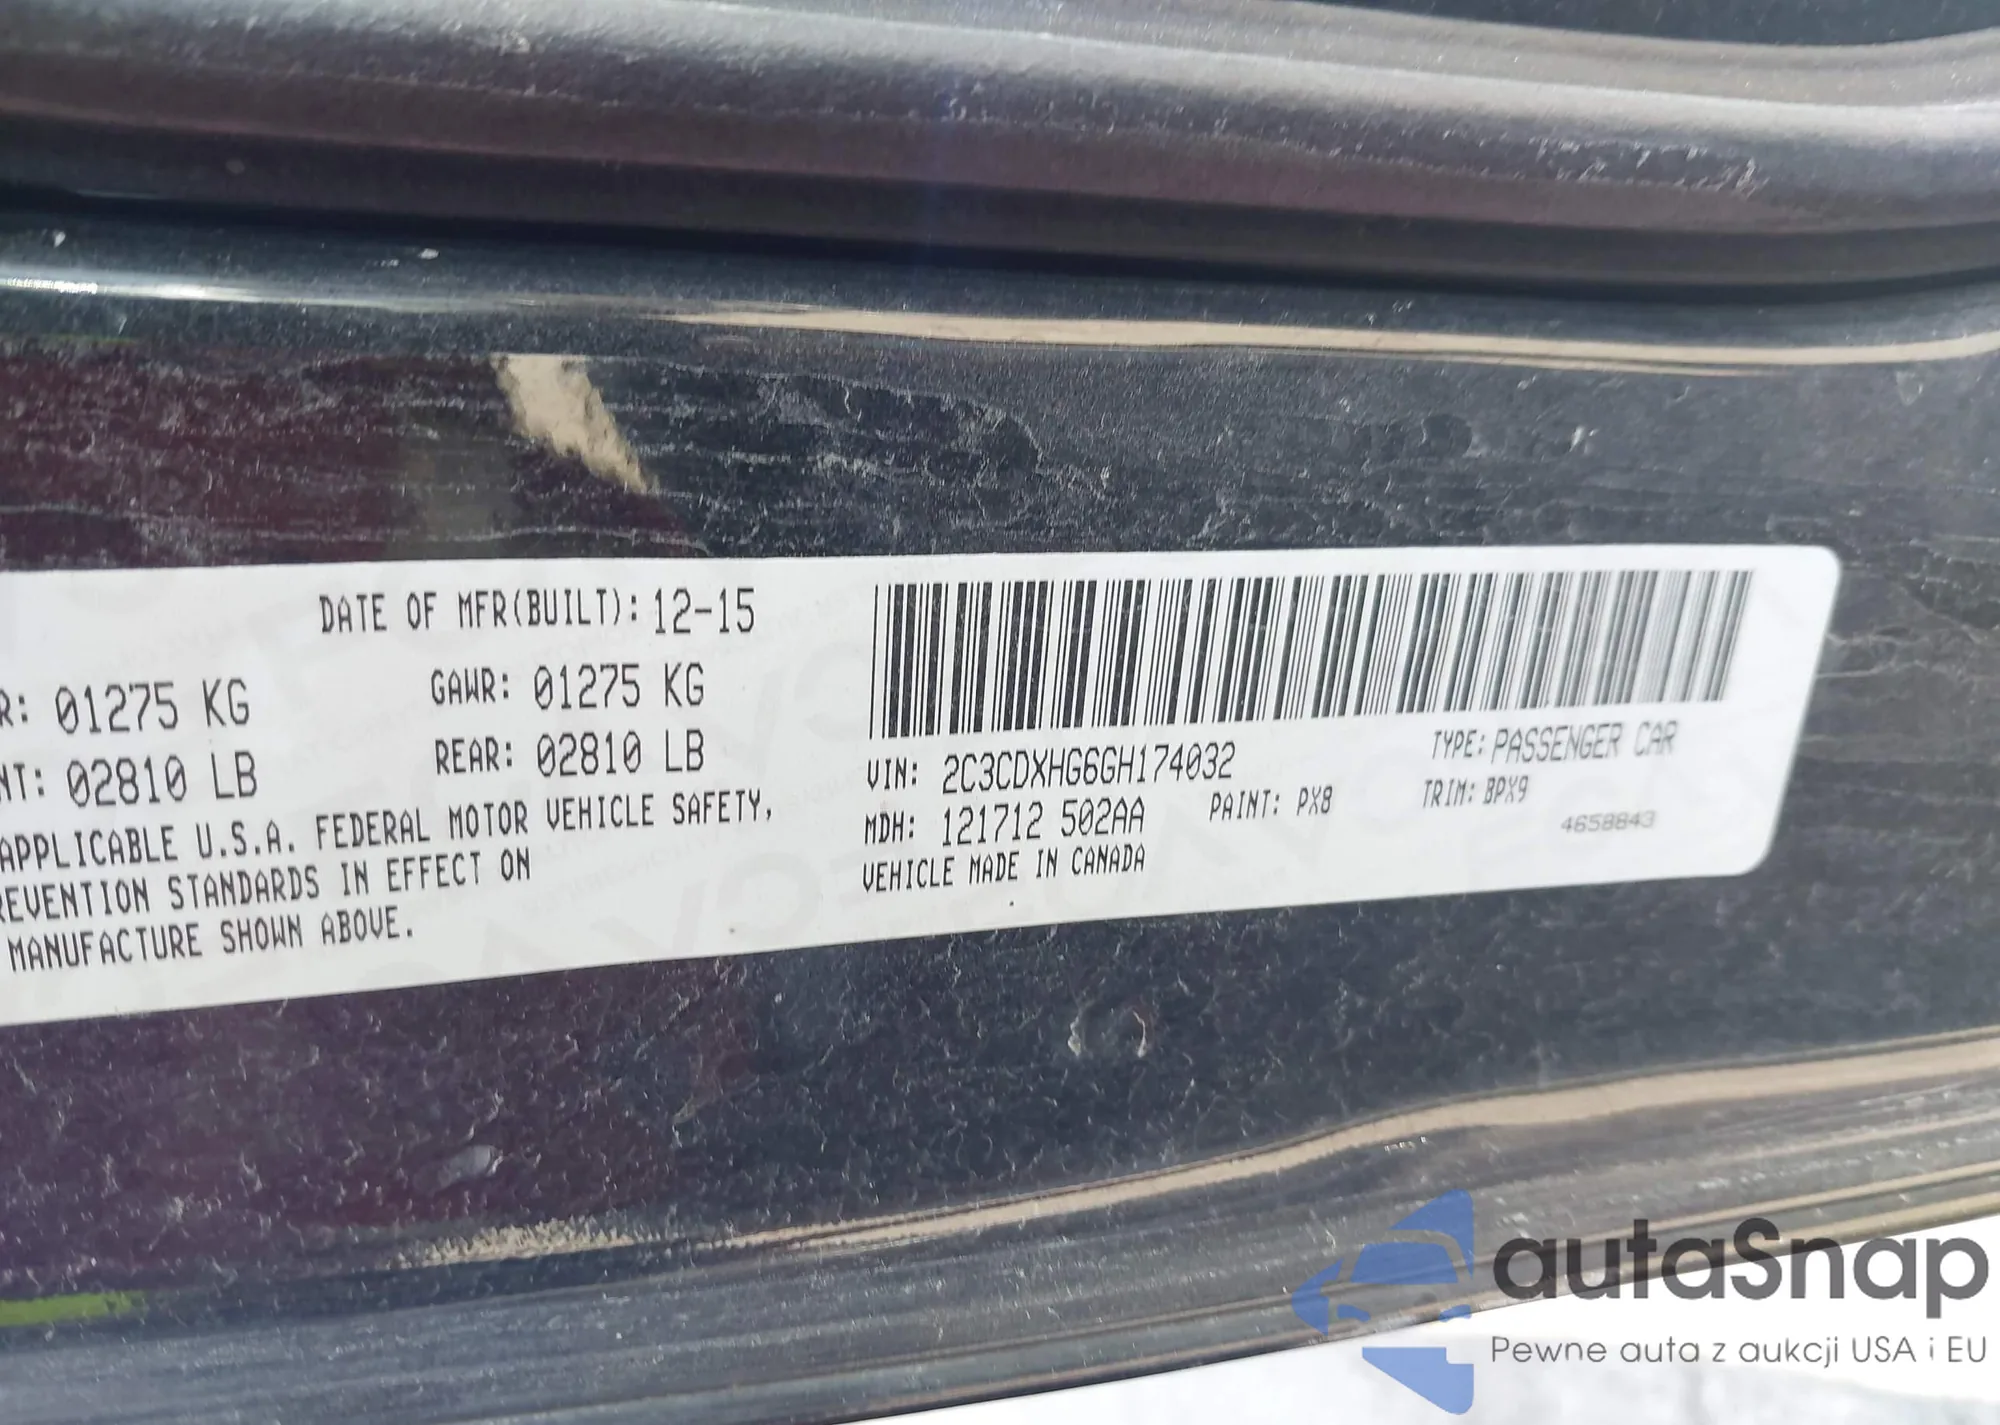 DATE OF MFR(BUILT): 12-15
R: 01275 KG GAWR: 01275 KG
NT: 02810 LB REAR: 02810 LB
APPLICABLE U.S.A. FEDERAL MOTOR VEHICLE SAFETY,
REVENTION STANDARDS IN EFFECT ON
MANUFACTURE SHOWN ABOVE.
VIN: 2C3CDXHG6GH174032 TYPE: PASSENGER CAR
MDH: 121712 502AA PAINT: PX8 TRIM: BPX9
VEHICLE MADE IN CANADA 4658843
autaSnap
Pewne auta z aukcji USA i EU